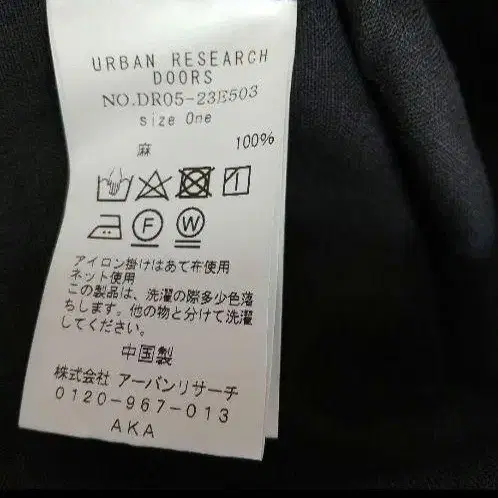 URBAN RESEARCH
DOORS
NO.DR05-23E503
size One
麻 100%
アイロン掛けはあて布使用
ネット使用
この製品は、洗濯の際多少色落
ちします。他の物と分けて洗濯
してください。
中国製
株式会社 アーバンリサーチ
0120-967-013
AKA